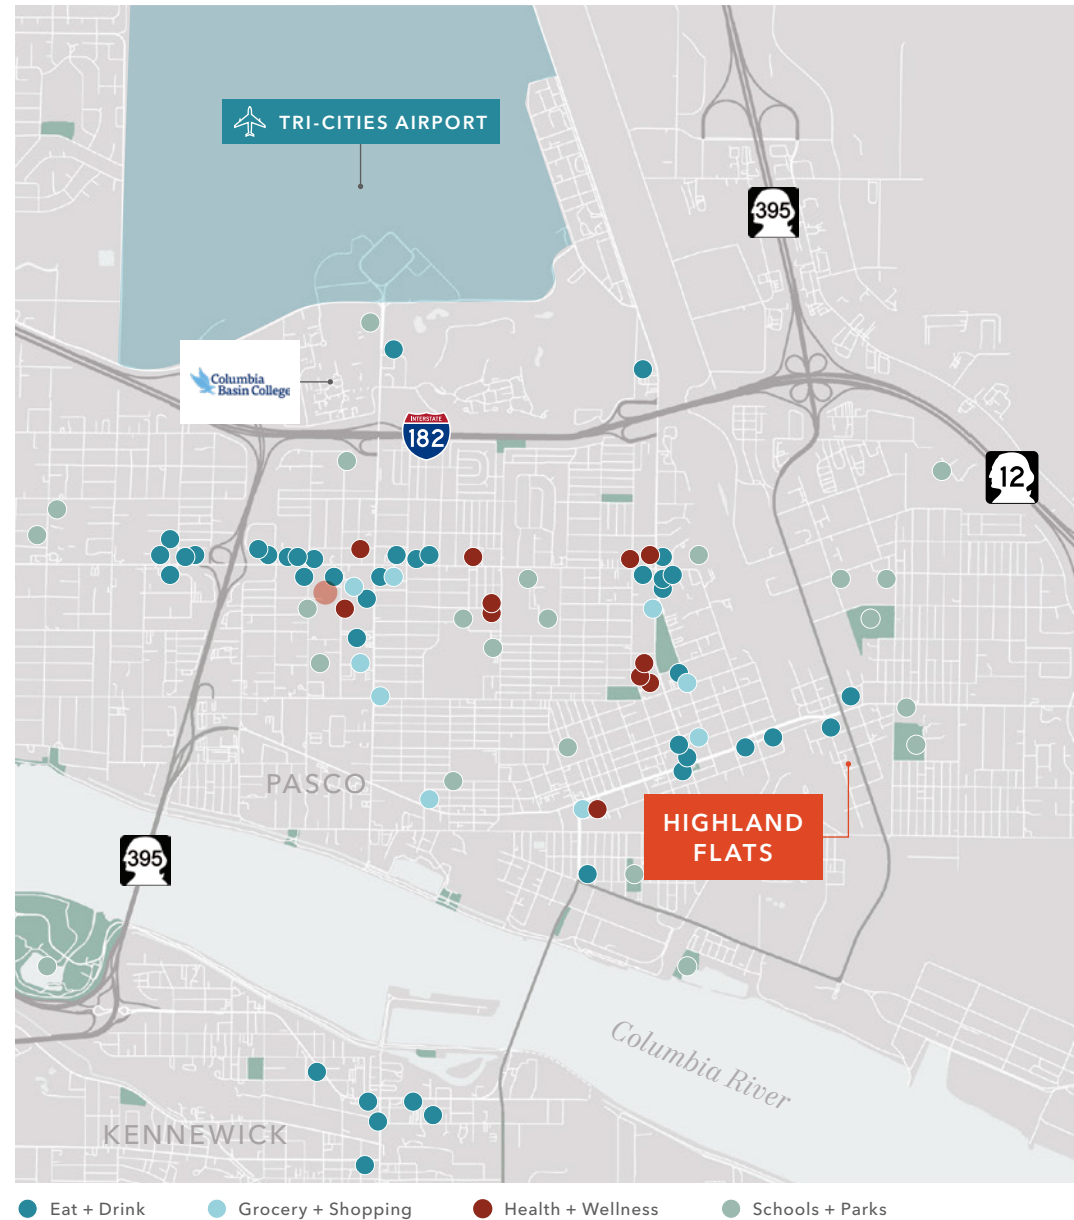 TRI-CITIES AIRPORT
395
Columbia
Basin College
INTERSTATE
182
12
PASCO
HIGHLAND
FLATS
395
Columbia River
KENNEWICK
Eat + Drink
Grocery + Shopping
Health + Wellness
Schools + Parks